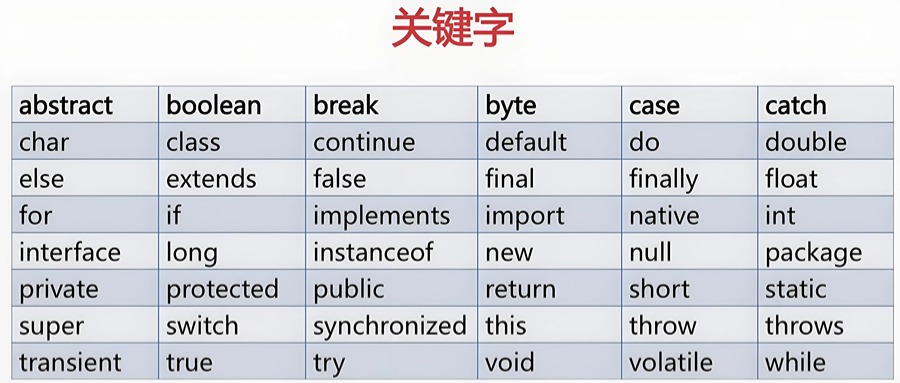 关键字
abstract boolean break byte case catch
char class continue default do double
else extends false final finally float
for if implements import native int
interface long instanceof new null package
private protected public return short static
super switch synchronized this throw throws
transient true try void volatile while